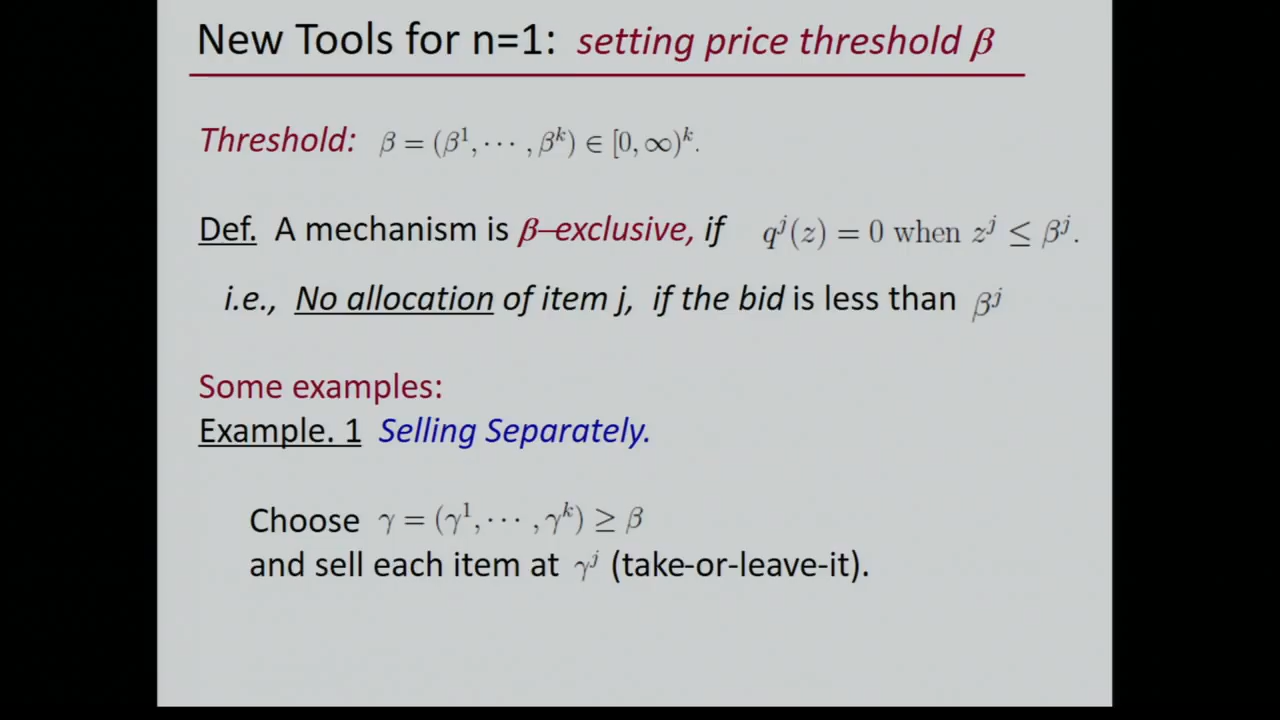 New Tools for n=1: setting price threshold β
Threshold: β = (β¹, ⋯ , βᵏ) ∈ [0, ∞)ᵏ.
Def. A mechanism is β–exclusive, if qʲ(z) = 0 when zʲ ≤ βʲ.
i.e., No allocation of item j, if the bid is less than βʲ
Some examples:
Example. 1 Selling Separately.
Choose γ = (γ¹, ⋯ , γᵏ) ≥ β
and sell each item at γʲ (take-or-leave-it).